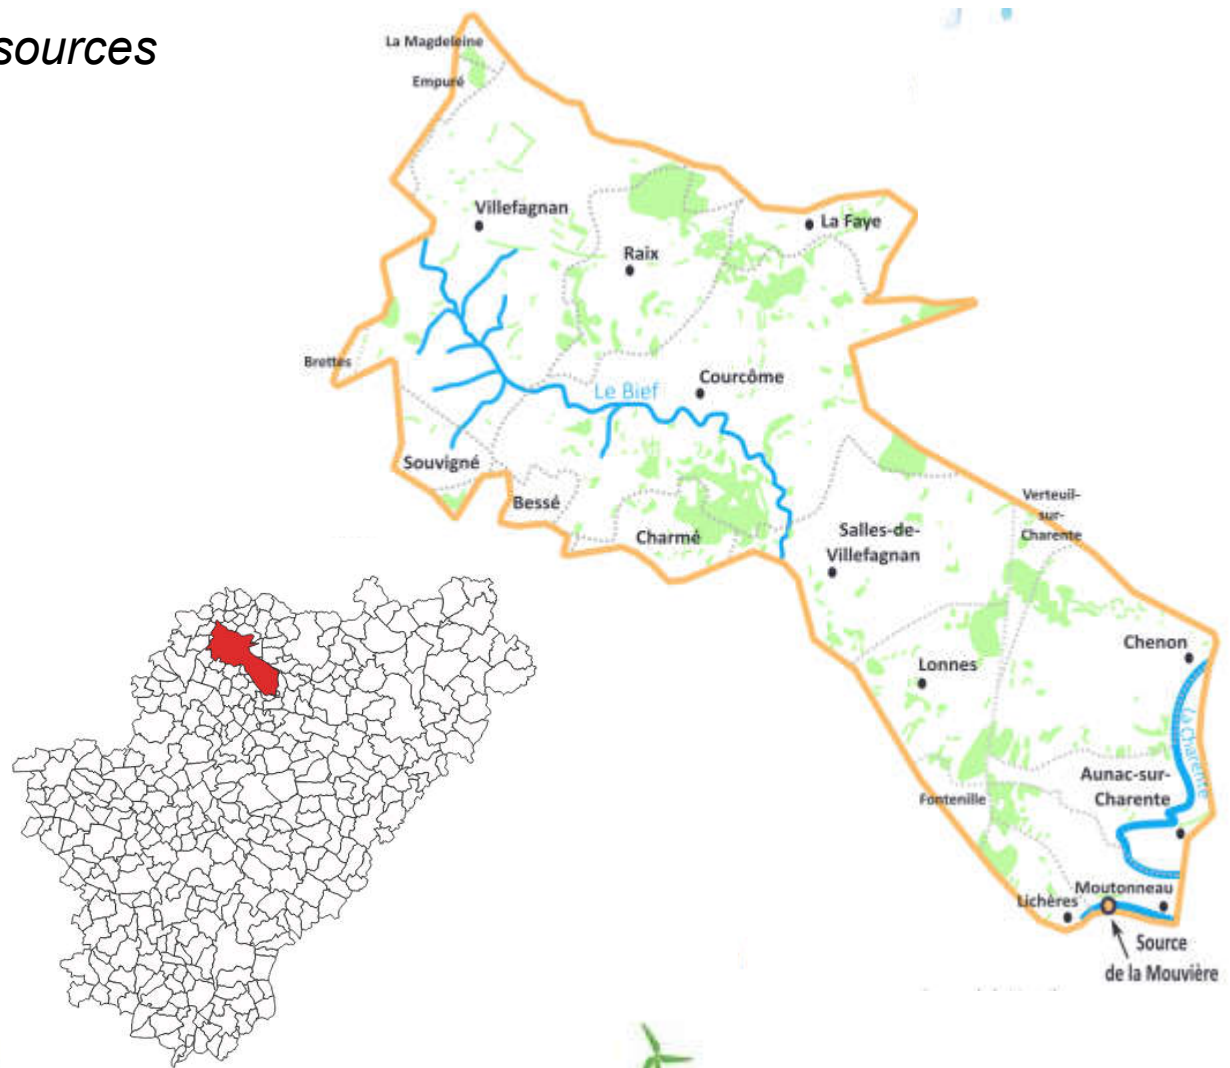 sources
La Magdeleine
Empuré
Villefagnan
La Faye
Raix
Brettes
Courcôme
Le Bief
Souvigné
Bessé
Charmé
Verteuil-
sur-
Charente
Salles-de-
Villefagnan
Chenon
Lonnes
La Charente
Aunac-sur-
Charente
Fontenille
Moutonneau
Lichères
Source
de la Mouvière